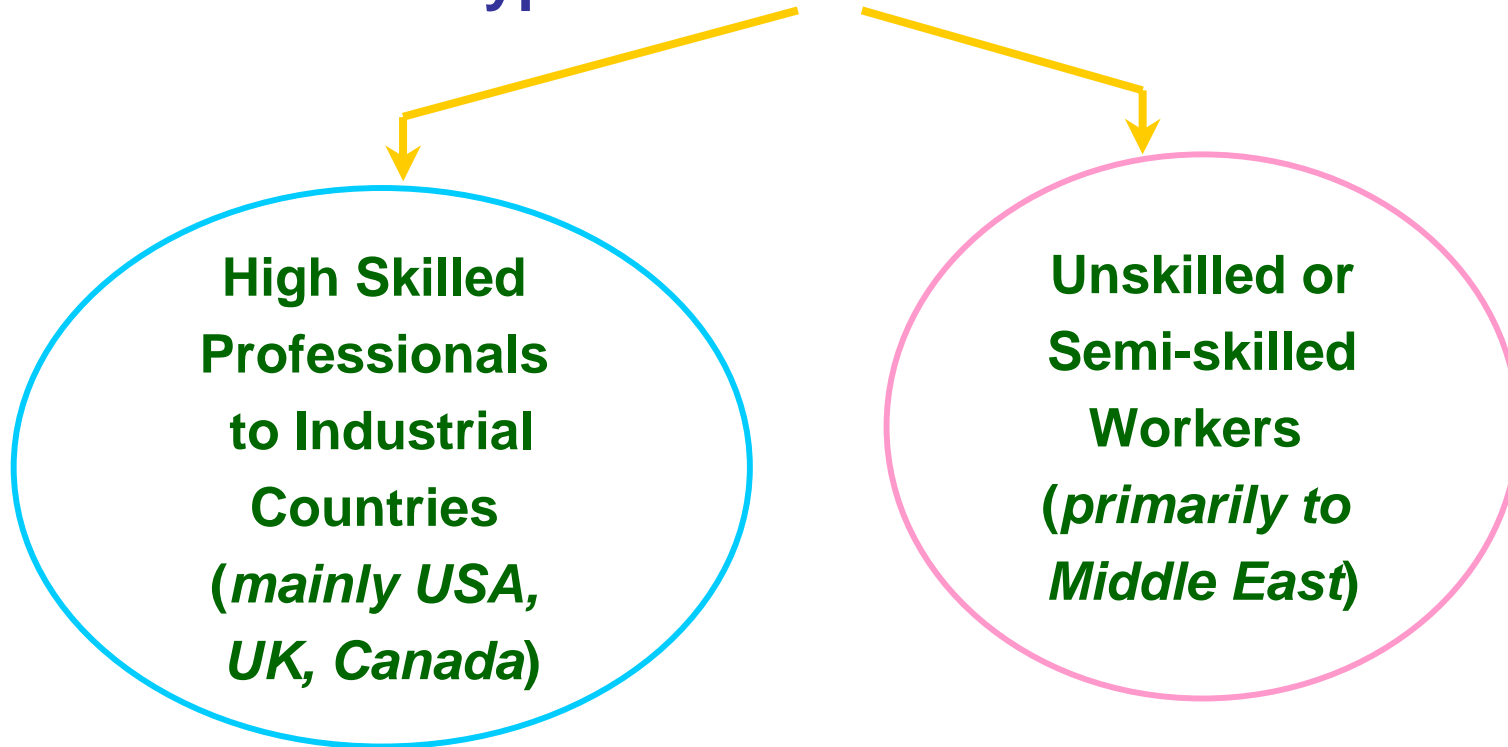 High Skilled
Professionals
to Industrial
Countries
(mainly USA,
UK, Canada)
Unskilled or
Semi-skilled
Workers
(primarily to
Middle East)